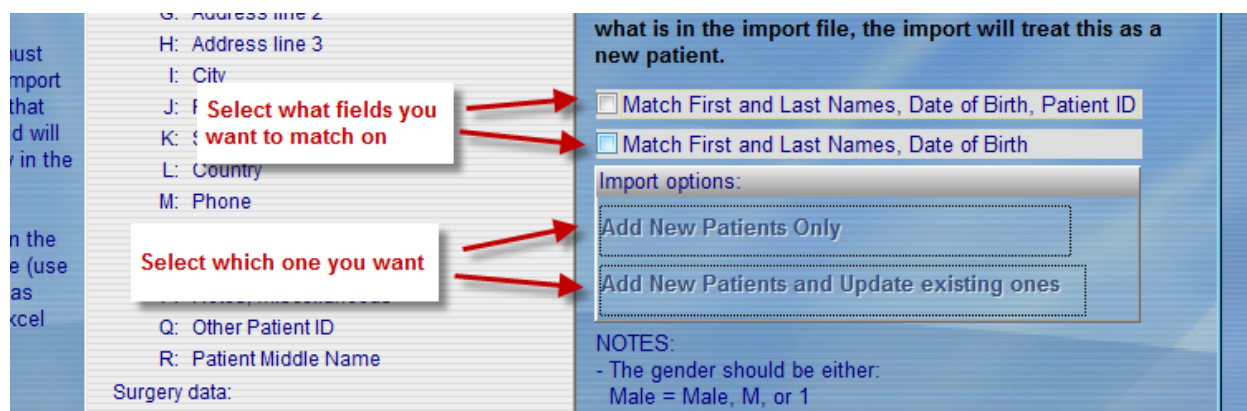 nust
mport
that
d will
in the
n the
e (use
as
xcel
G: Address line 2
H: Address line 3
I: City
J:
K:
L: Country
M: Phone
Q: Other Patient ID
R: Patient Middle Name
Surgery data:
Select what fields you
want to match on
Select which one you want
what is in the import file, the import will treat this as a
new patient.
Match First and Last Names, Date of Birth, Patient ID
Match First and Last Names, Date of Birth
Import options:
Add New Patients Only
Add New Patients and Update existing ones
NOTES:
- The gender should be either:
Male = Male, M, or 1